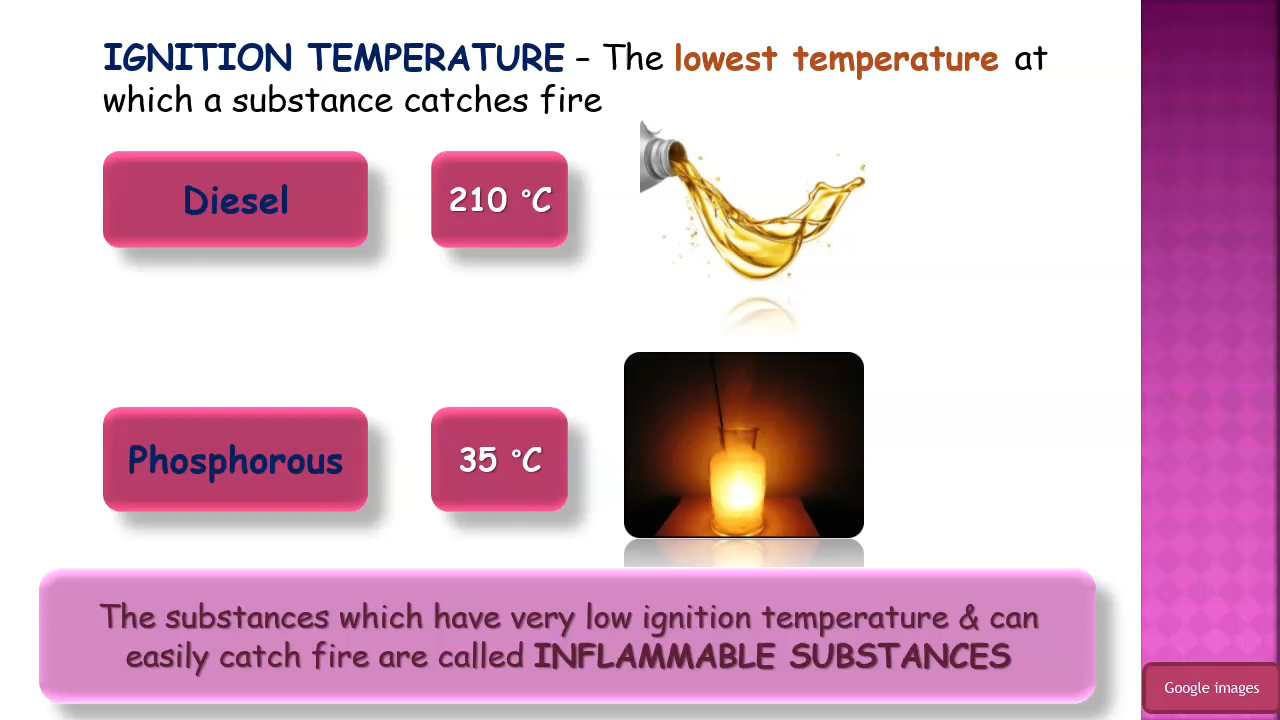 IGNITION TEMPERATURE – The lowest temperature at
which a substance catches fire
Diesel
210 °C
Phosphorous
35 °C
The substances which have very low ignition temperature & can
easily catch fire are called INFLAMMABLE SUBSTANCES
Google images